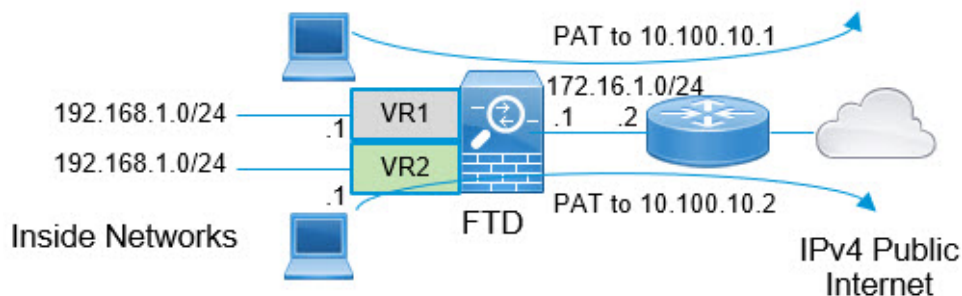 PAT to 10.100.10.1
172.16.1.0/24
192.168.1.0/24
.1
VR1
.1
.2
192.168.1.0/24
.1
VR2
PAT to 10.100.10.2
FTD
Inside Networks
IPv4 Public
Internet